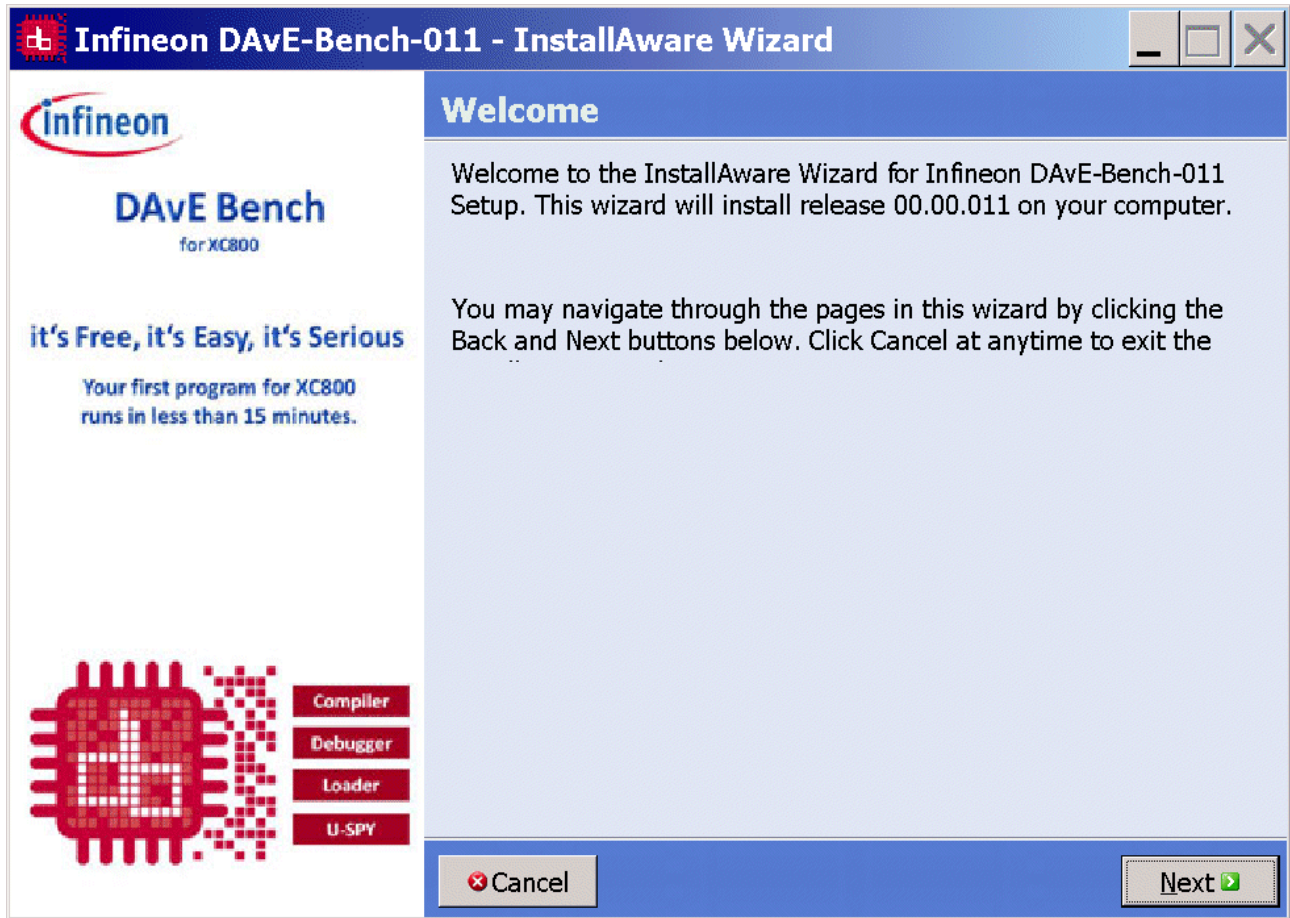 Infineon DAvE-Bench-011 - InstallAware Wizard
infineon
DAvE Bench
for XC800
it's Free, it's Easy, it's Serious
Your first program for XC800
runs in less than 15 minutes.
Compiler
Debugger
Loader
U-SPY
Welcome
Welcome to the InstallAware Wizard for Infineon DAvE-Bench-011
Setup. This wizard will install release 00.00.011 on your computer.
You may navigate through the pages in this wizard by clicking the
Back and Next buttons below. Click Cancel at anytime to exit the
Cancel
Next